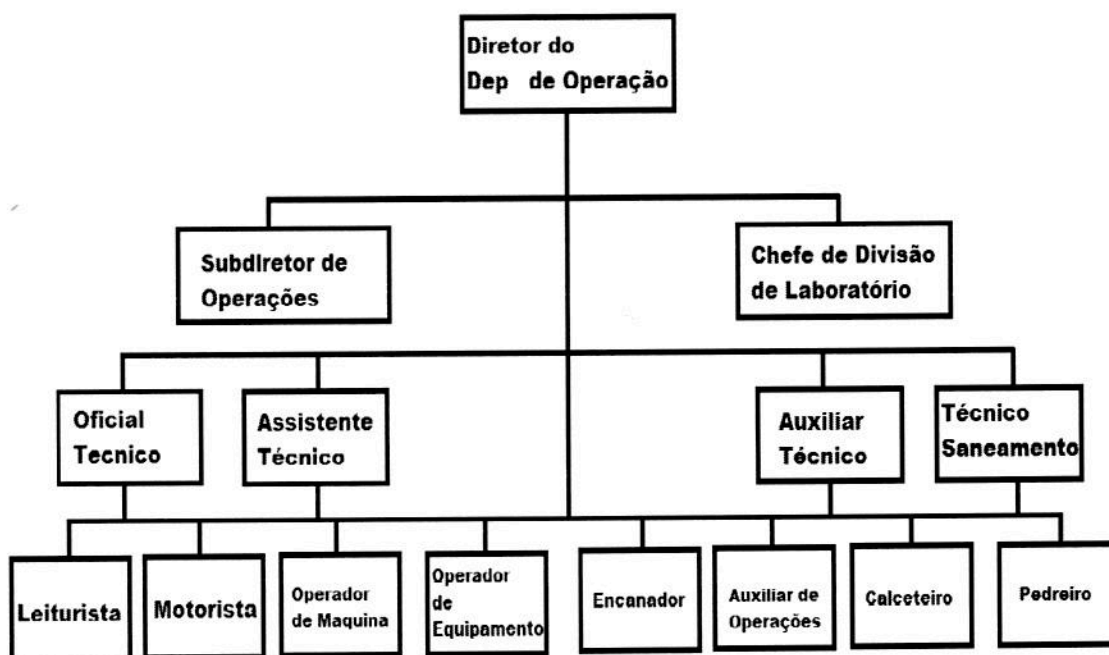 Diretor do
Dep de Operação
Subdiretor de
Operações
Chefe de Divisão
de Laboratório
Oficial
Tecnico
Assistente
Técnico
Auxiliar
Técnico
Técnico
Saneamento
Leiturista
Motorista
Operador
de Maquina
Operador
de
Equipamento
Encanador
Auxiliar de
Operações
Calceteiro
Pedreiro